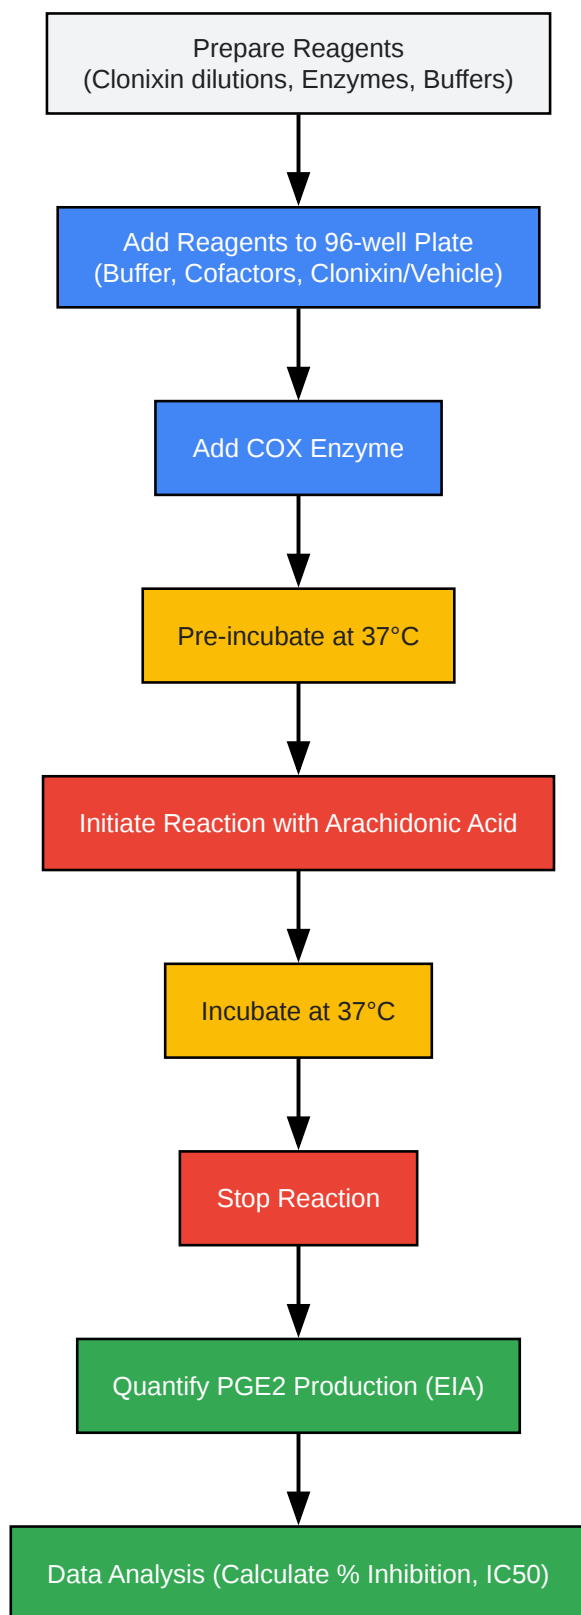 Prepare Reagents
(Clonixin dilutions, Enzymes, Buffers)
Add Reagents to 96-well Plate
(Buffer, Cofactors, Clonixin/Vehicle)
Add COX Enzyme
Pre-incubate at 37°C
Initiate Reaction with Arachidonic Acid
Incubate at 37°C
Stop Reaction
Quantify PGE2 Production (EIA)
Data Analysis (Calculate % Inhibition, IC50)